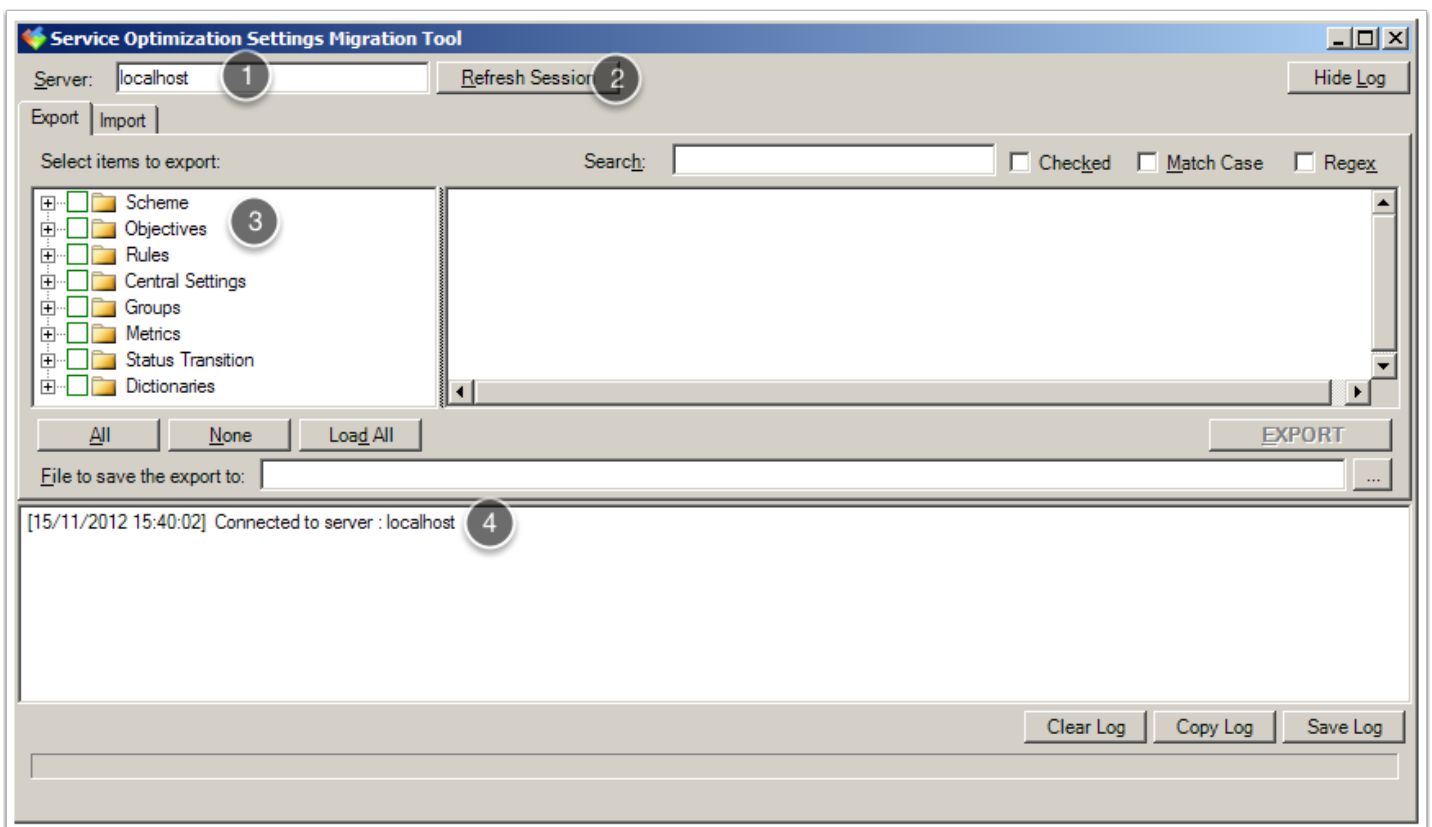 Service Optimization Settings Migration Tool
Server: localhost 1 Refresh Session 2 Hide Log
Export Import
Select items to export: Search: Checked Match Case Regex
Scheme
Objectives 3
Rules
Central Settings
Groups
Metrics
Status Transition
Dictionaries
All None Load All EXPORT
File to save the export to: ...
[15/11/2012 15:40:02] Connected to server : localhost 4
Clear Log Copy Log Save Log